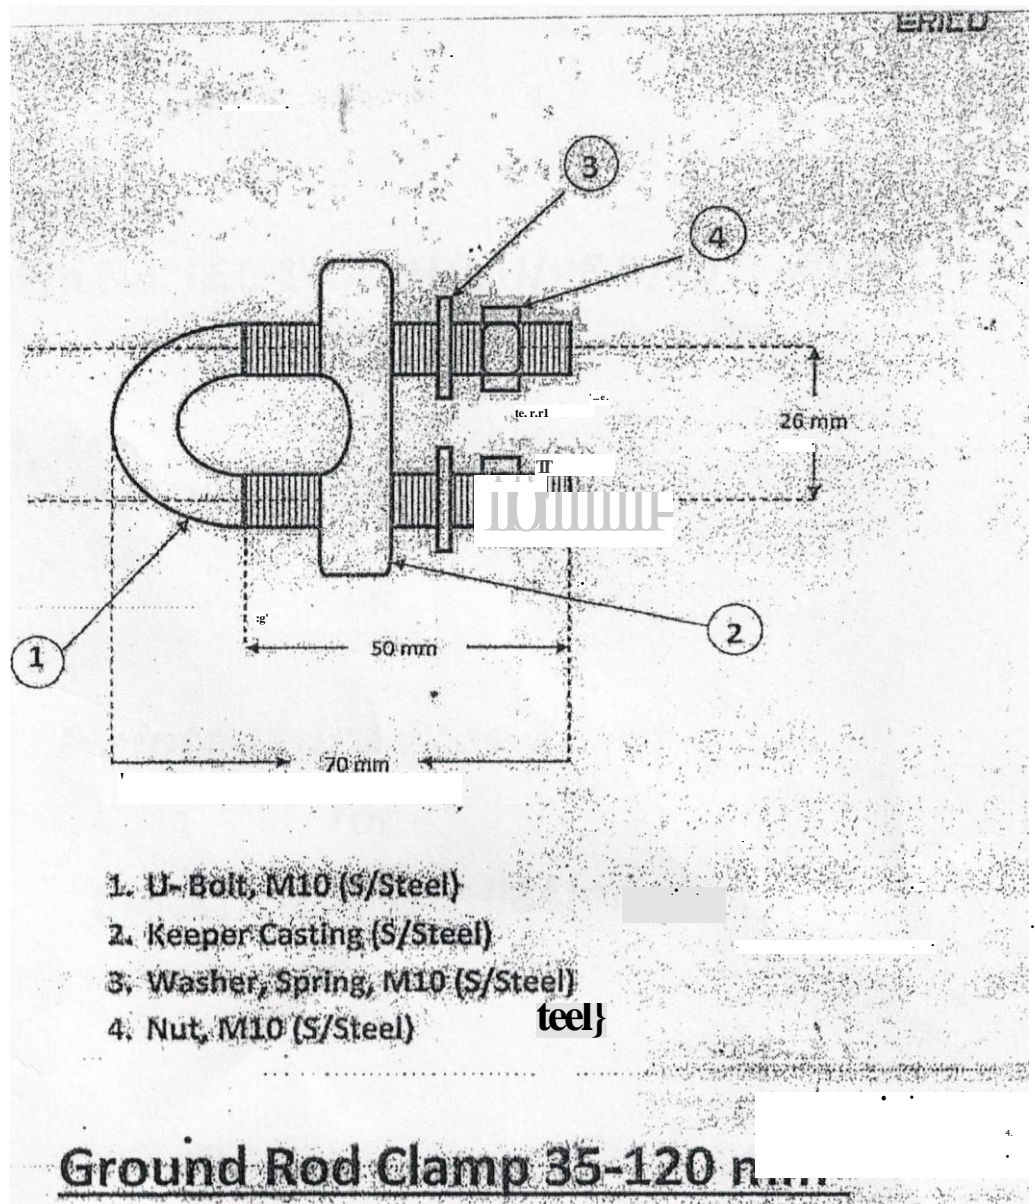 ERICO
3
4
26 mm
2
1
50 mm
70 mm
1. U-Bolt, M10 (S/Steel)
2. Keeper Casting (S/Steel)
3. Washer, Spring, M10 (S/Steel)
teel}
4. Nut, M10 (S/Steel)
4.
Ground Rod Clamp 35-120